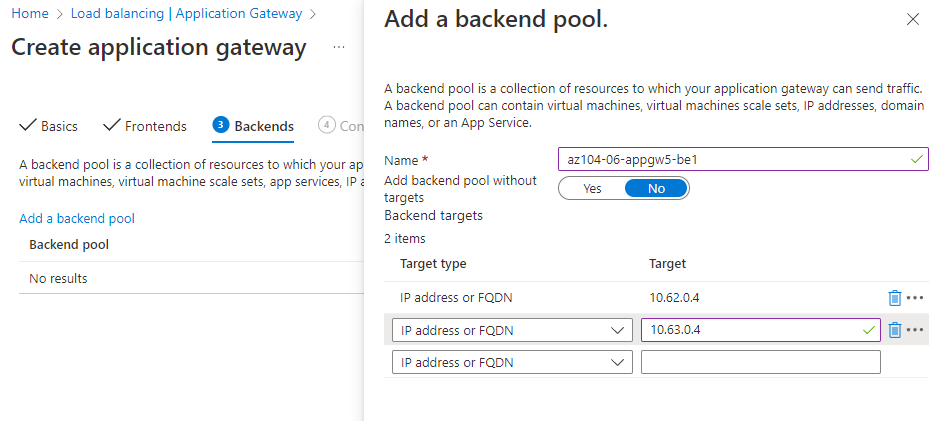 Home > Load balancing | Application Gateway >
Create application gateway ...
Basics Frontends 3 Backends 4 Con
A backend pool is a collection of resources to which your ap
virtual machines, virtual machine scale sets, app services, IP a
Add a backend pool
Backend pool
No results
Add a backend pool.
A backend pool is a collection of resources to which your application gateway can send traffic.
A backend pool can contain virtual machines, virtual machines scale sets, IP addresses, domain
names, or an App Service.
Name * az104-06-appgw5-be1
Add backend pool without
targets
Yes No
Backend targets
2 items
Target type Target
IP address or FQDN 10.62.0.4
IP address or FQDN 10.63.0.4
IP address or FQDN